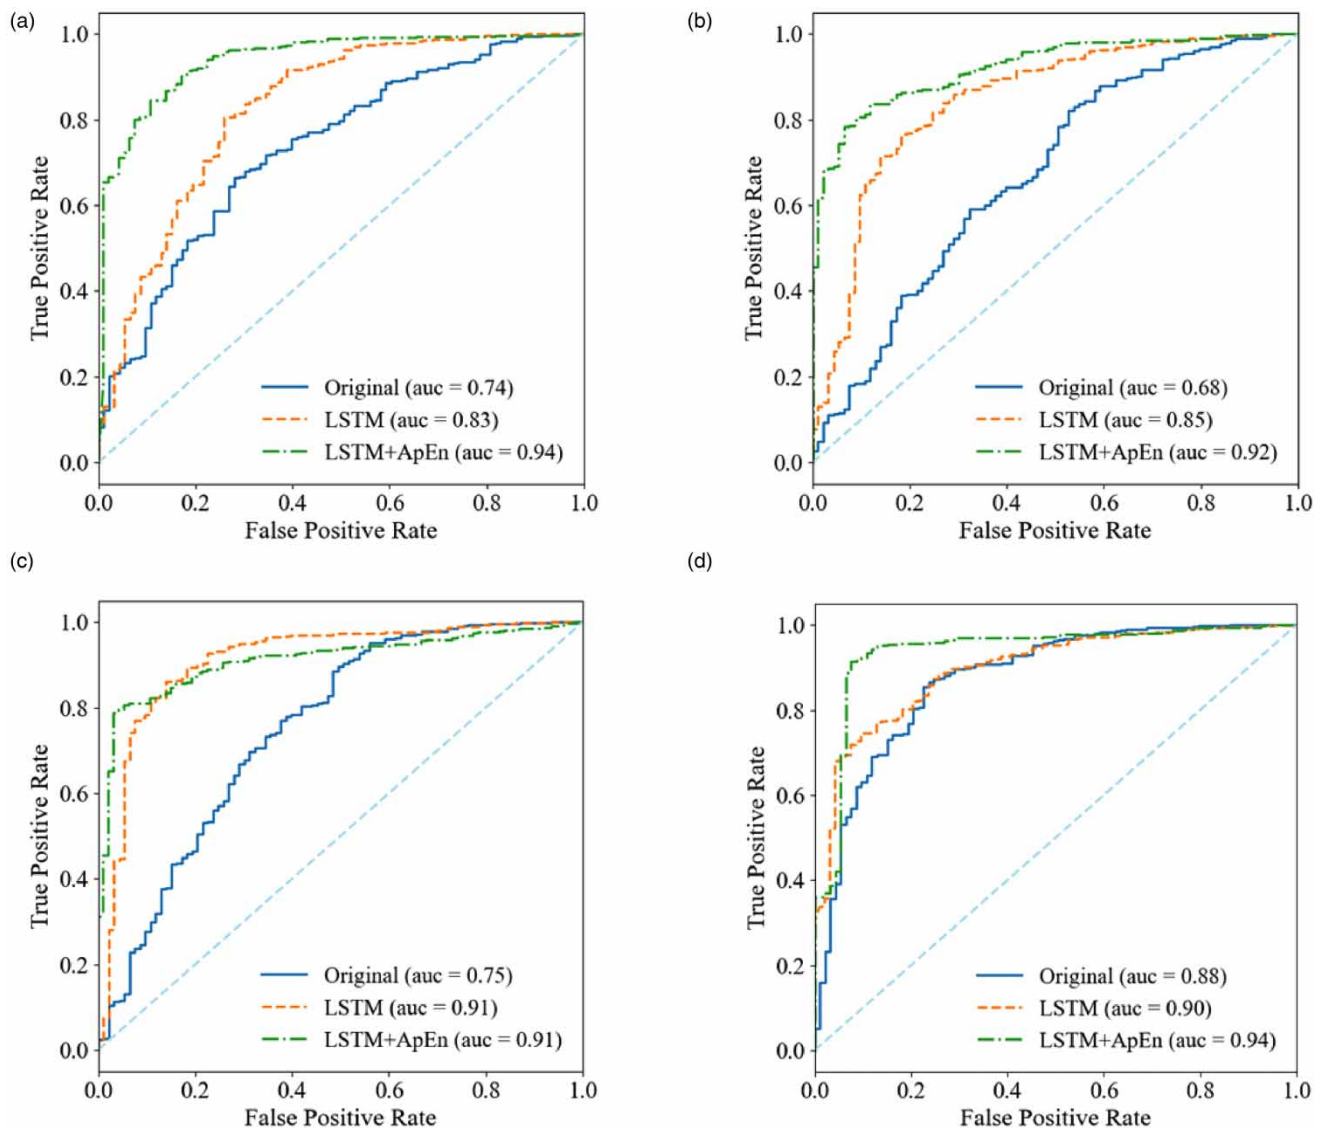 (a)
1.0
0.8
0.6
0.4
0.2
0.0
True Positive Rate
Original (auc = 0.74)
LSTM (auc = 0.83)
LSTM+ApEn (auc = 0.94)
0.0 0.2 0.4 0.6 0.8 1.0
False Positive Rate
(b)
1.0
0.8
0.6
0.4
0.2
0.0
True Positive Rate
Original (auc = 0.68)
LSTM (auc = 0.85)
LSTM+ApEn (auc = 0.92)
0.0 0.2 0.4 0.6 0.8 1.0
False Positive Rate
(c)
1.0
0.8
0.6
0.4
0.2
0.0
True Positive Rate
Original (auc = 0.75)
LSTM (auc = 0.91)
LSTM+ApEn (auc = 0.91)
0.0 0.2 0.4 0.6 0.8 1.0
False Positive Rate
(d)
1.0
0.8
0.6
0.4
0.2
0.0
True Positive Rate
Original (auc = 0.88)
LSTM (auc = 0.90)
LSTM+ApEn (auc = 0.94)
0.0 0.2 0.4 0.6 0.8 1.0
False Positive Rate